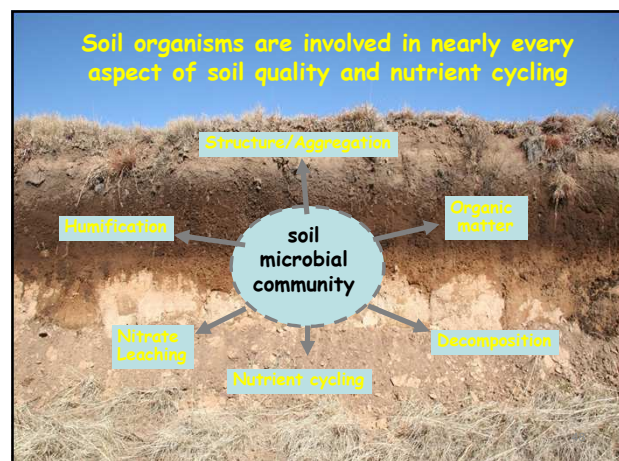 Soil organisms are involved in nearly every
aspect of soil quality and nutrient cycling
Structure/Aggregation
Humification
Organic
matter
soil
microbial
community
Nitrate
Leaching
Decomposition
Nutrient cycling